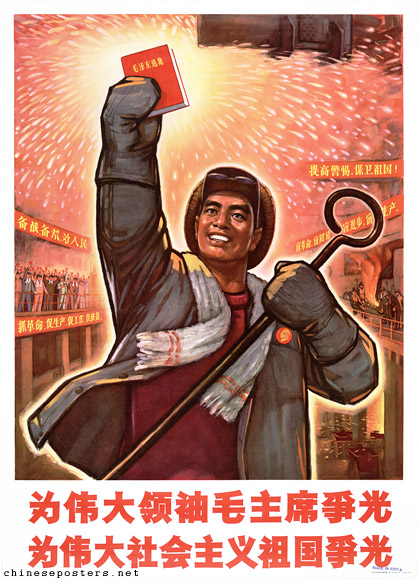 毛泽东选集
提高警惕，保卫祖国！
备战备荒为人民
抓革命，促生产，促工作，促战备
为伟大领袖毛主席爭光
为伟大社会主义祖国爭光
chineseposters.net